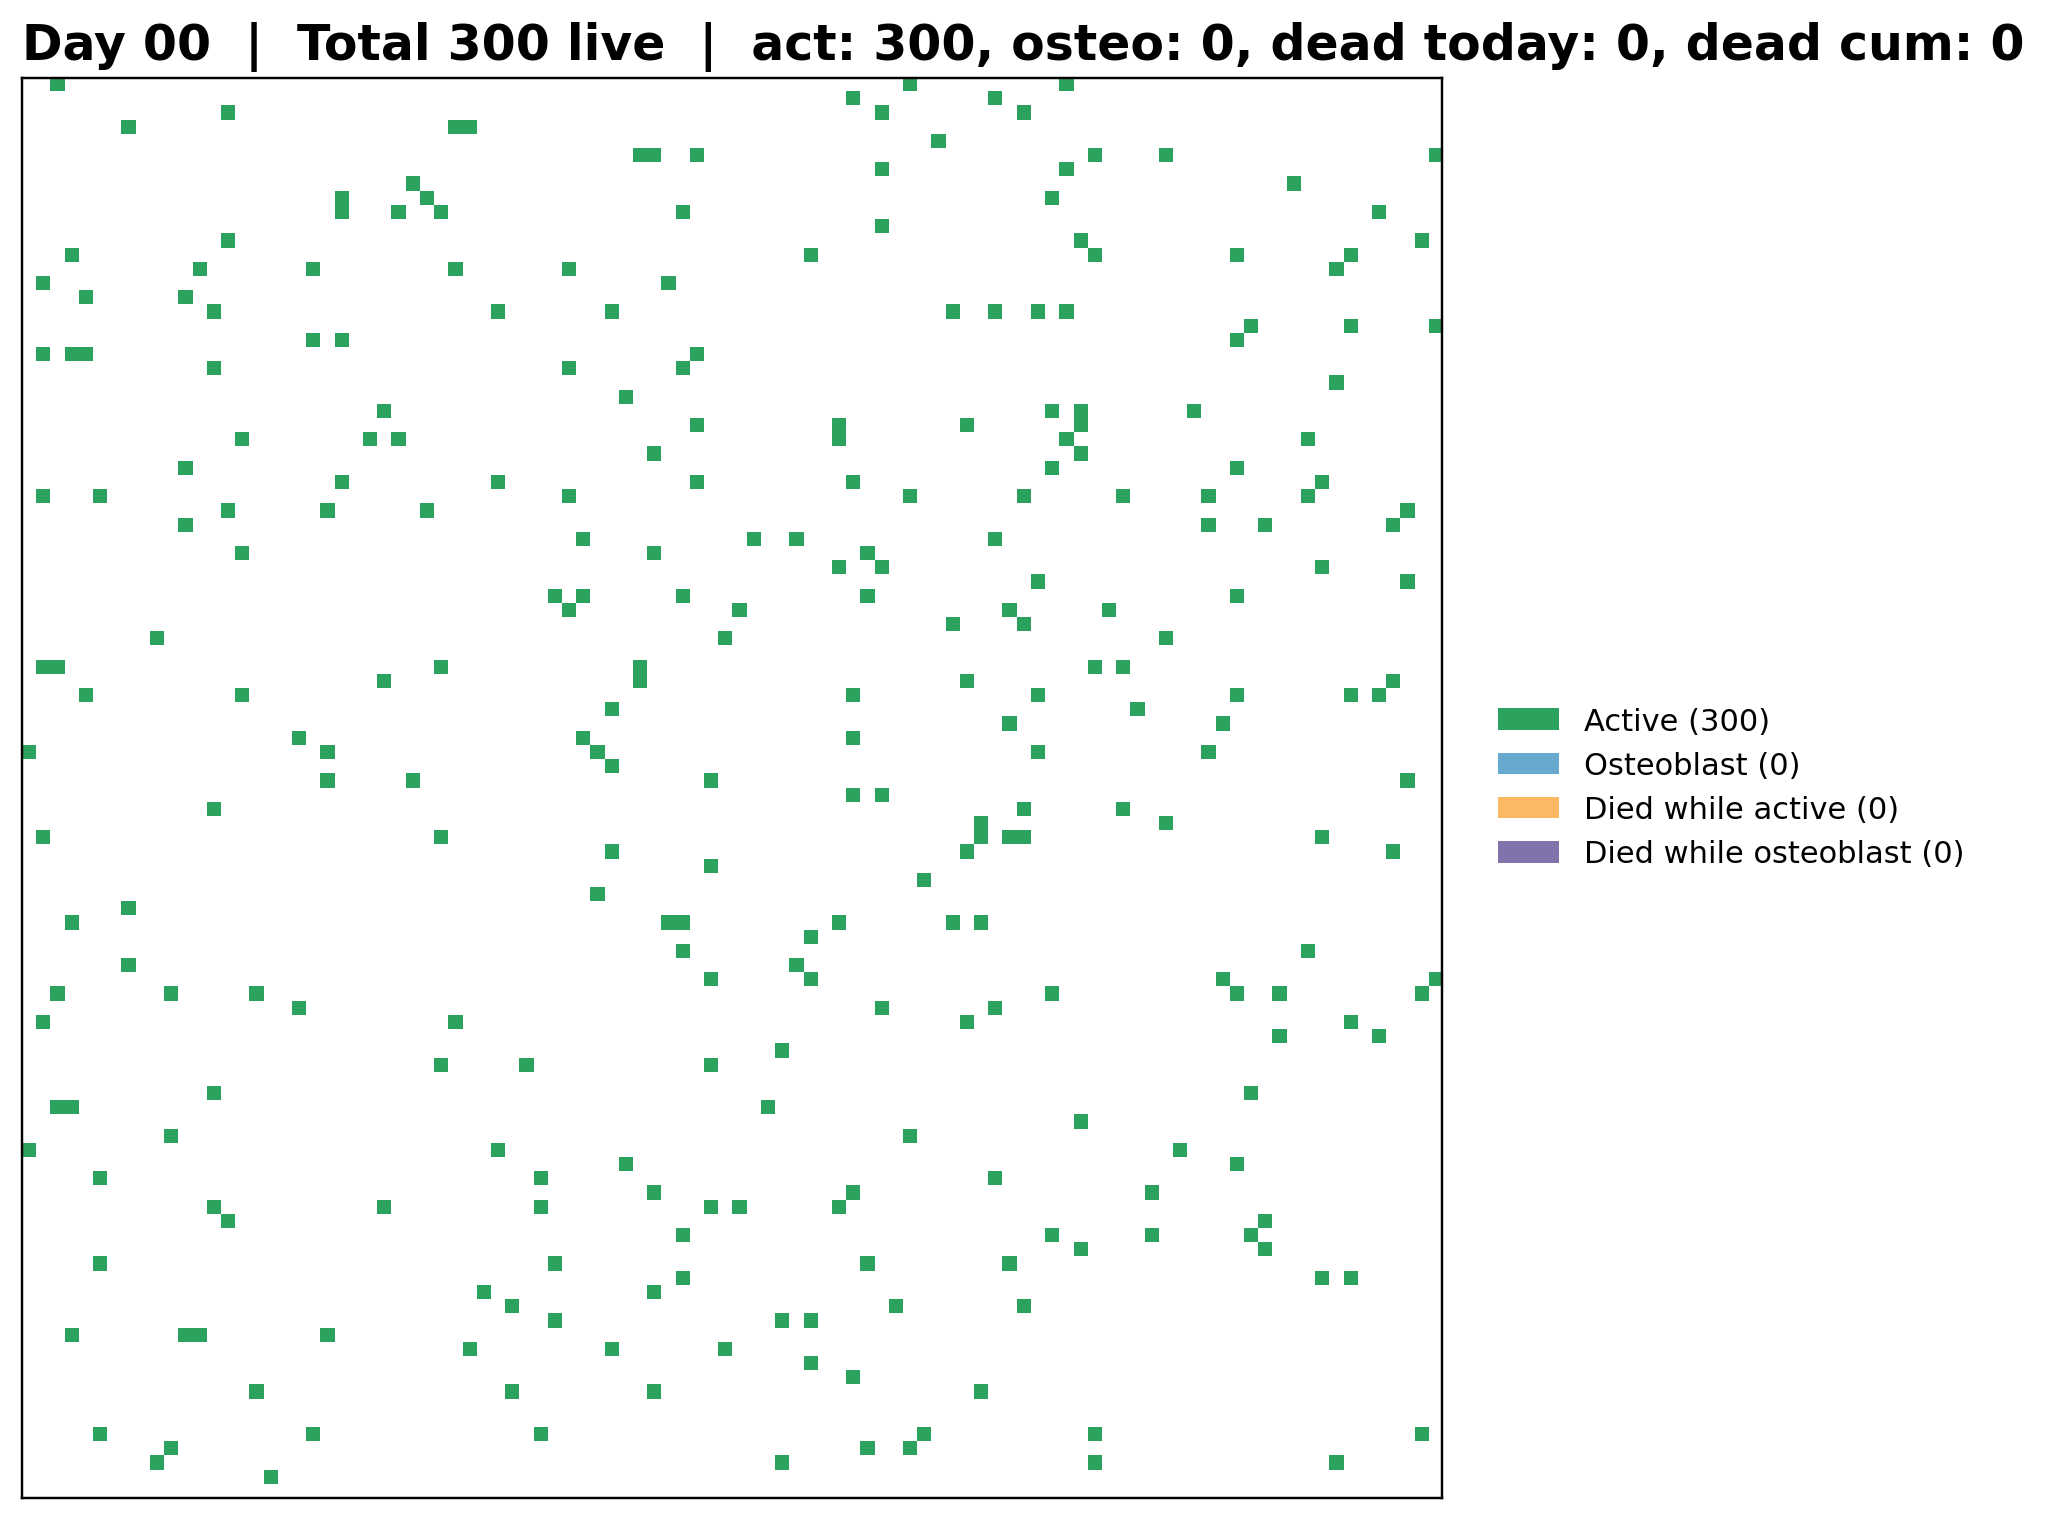 Day 00 | Total 300 live | act: 300, osteo: 0, dead today: 0, dead cum: 0
Active (300)
Osteoblast (0)
Died while active (0)
Died while osteoblast (0)